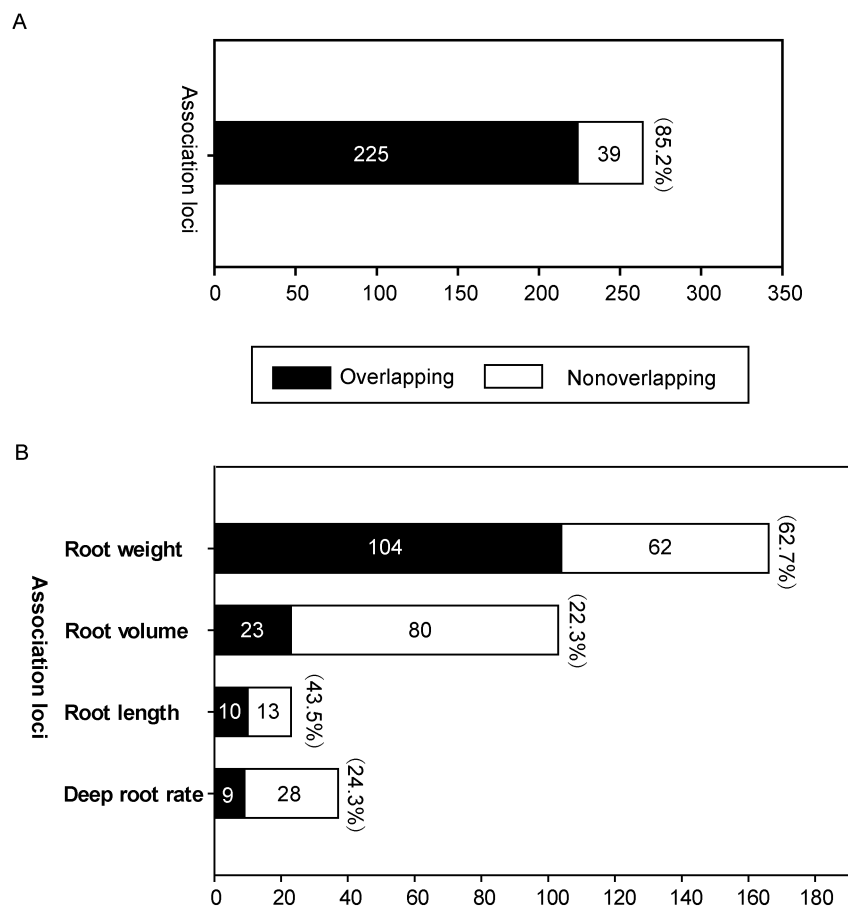 A
Association loci
225 39 (85.2%)
0 50 100 150 200 250 300 350
Overlapping Nonoverlapping
B
Association loci
Root weight 104 62 (62.7%)
Root volume 23 80 (22.3%)
Root length 10 13 (43.5%)
Deep root rate 9 28 (24.3%)
0 20 40 60 80 100 120 140 160 180